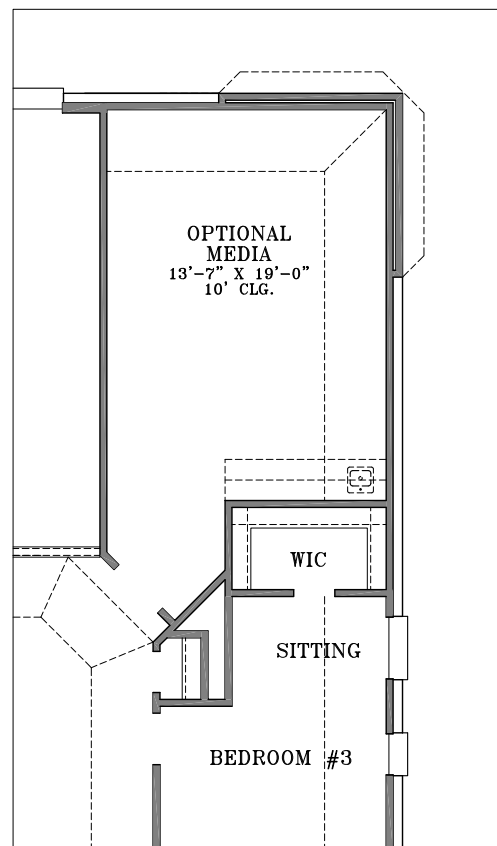 OPTIONAL
MEDIA
13'-7" X 19'-0"
10' CLG.
WIC
SITTING
BEDROOM #3